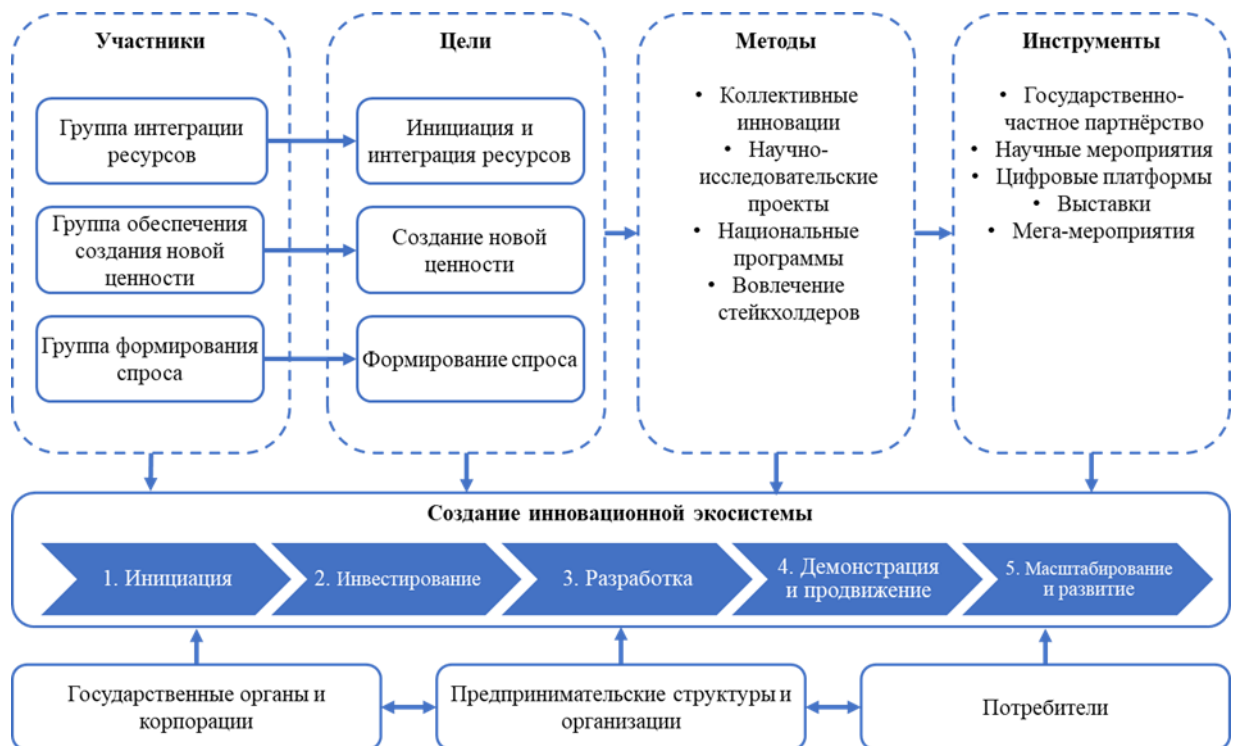 Участники
Группа интеграции
ресурсов
Группа обеспечения
создания новой
ценности
Группа формирования
спроса
Цели
Инициация и
интеграция ресурсов
Создание новой
ценности
Формирование спроса
Методы
• Коллективные
инновации
• Научно-
исследовательские
проекты
• Национальные
программы
• Вовлечение
стейкхолдеров
Инструменты
• Государственно-
частное партнёрство
• Научные мероприятия
• Цифровые платформы
• Выставки
• Мега-мероприятия
Создание инновационной экосистемы
1. Инициация
2. Инвестирование
3. Разработка
4. Демонстрация
и продвижение
5. Масштабирование
и развитие
Государственные органы и
корпорации
Предпринимательские структуры и
организации
Потребители